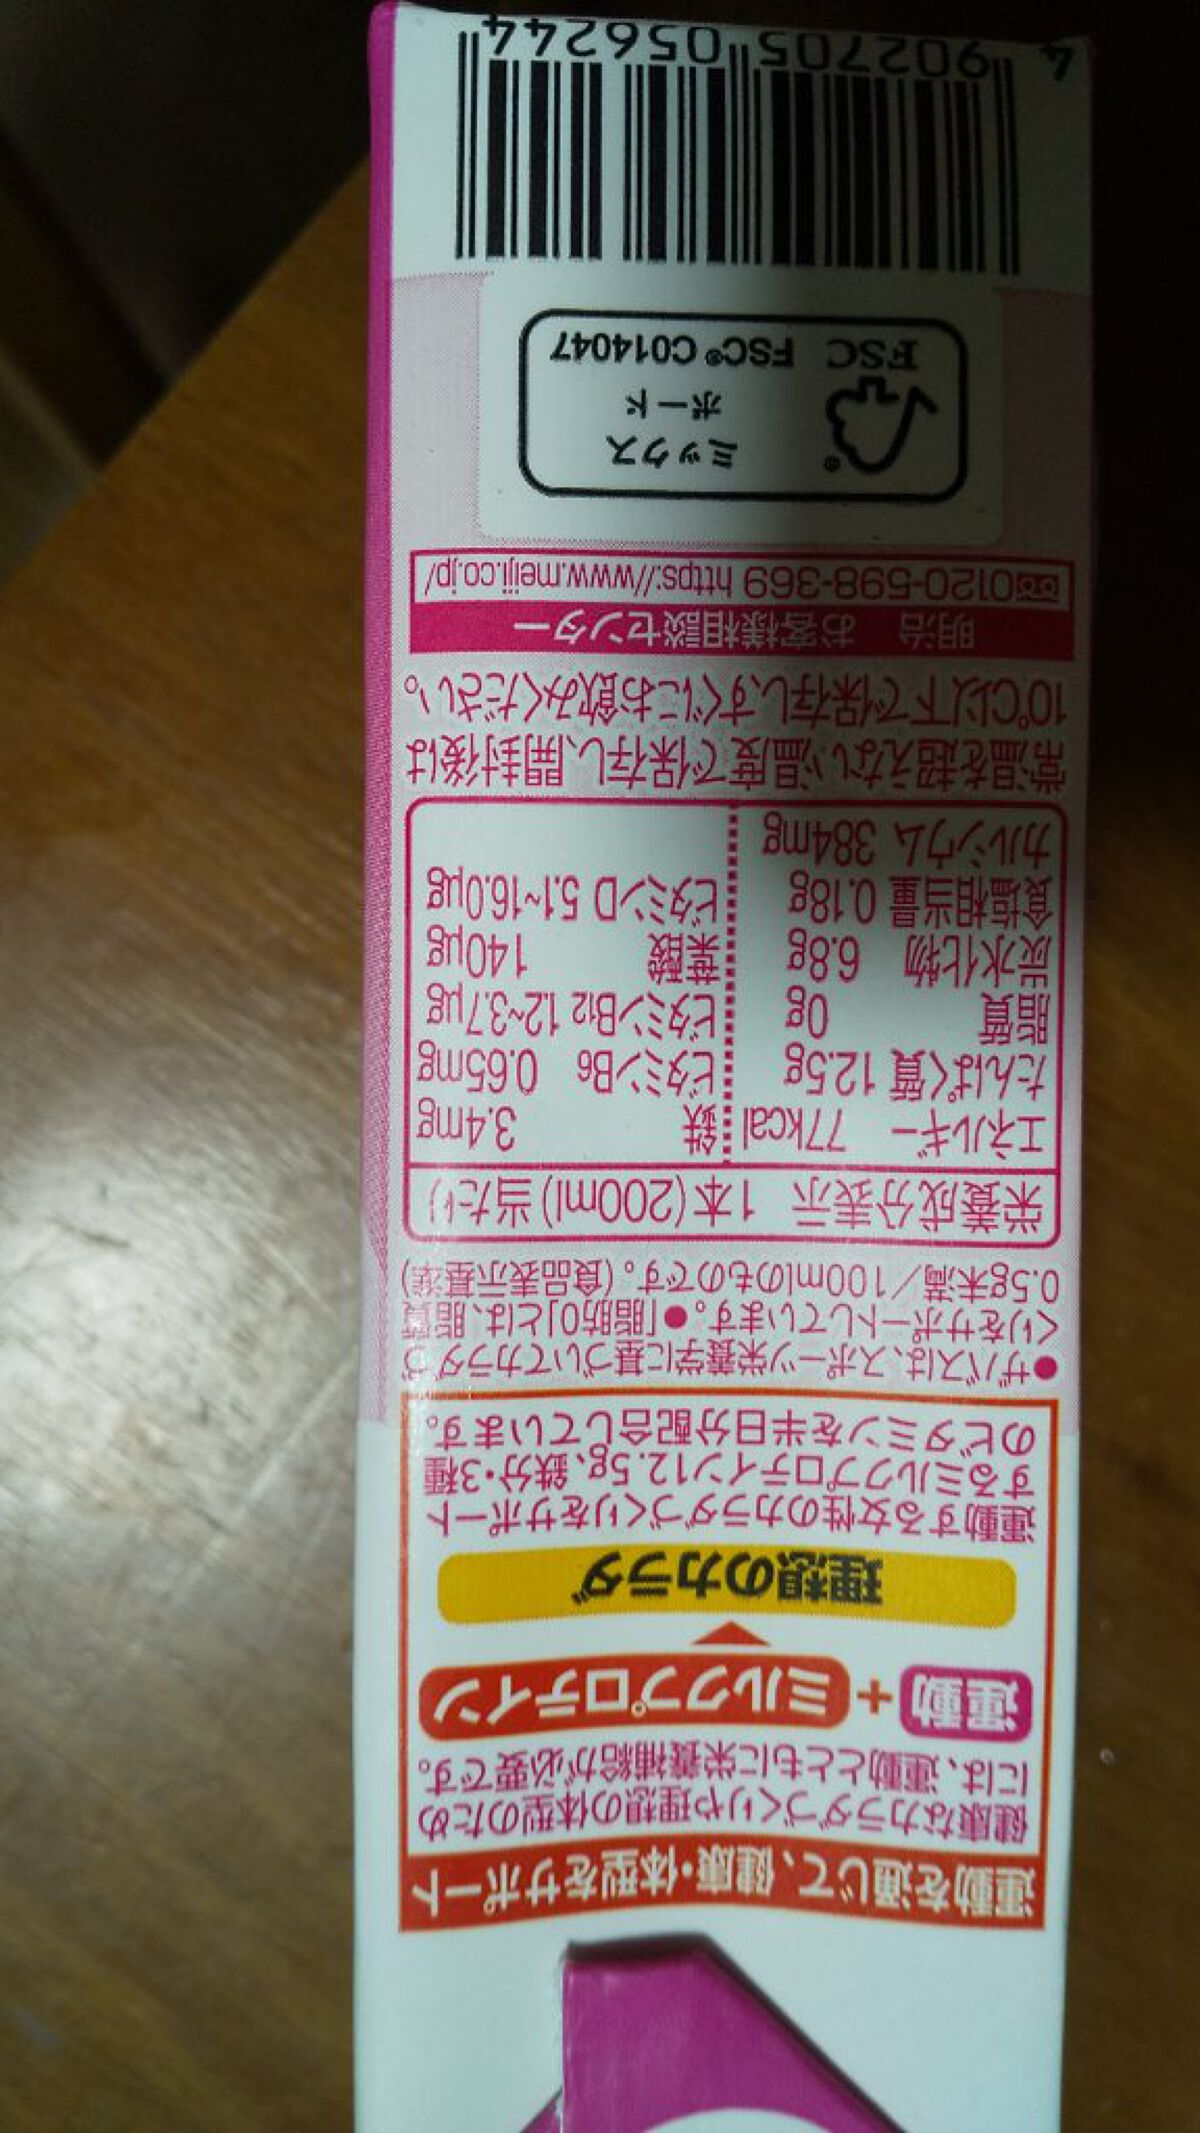 運動を通じて、健康・体型をサポート
健康なカラダづくりや理想の体型のため
には、運動とともに栄養補給が必要です。
運動+ミルクプロテイン
理想のカラダ
運動する女性のカラダづくりをサポート
するミルクプロテイン12.5g、鉄分・3種
のビタミンを半日分配合しています。
●ザバスは、スポーツ栄養学に基づいてカラダづ
くりをサポートしています。●「脂肪0」とは、脂質
0.5g未満/100mlのものです。(食品表示基準)
栄養成分表示 1本(200ml)当たり
エネルギー 77kcal
たんぱく質 12.5g
脂質 0g
炭水化物 6.8g
食塩相当量 0.18g
カルシウム 384mg
鉄 3.4mg
ビタミンB6 0.65mg
ビタミンB12 1.2~3.7μg
葉酸 140μg
ビタミンD 5.1~16.0μg
常温を超えない温度で保存し、開封後は
10℃以下で保存し、すぐにお飲みください。
明治 お客様相談センター
0120-598-369 https://www.meiji.co.jp/
ミックス
ボード
FSC FSC® C014047
4 902705 056244